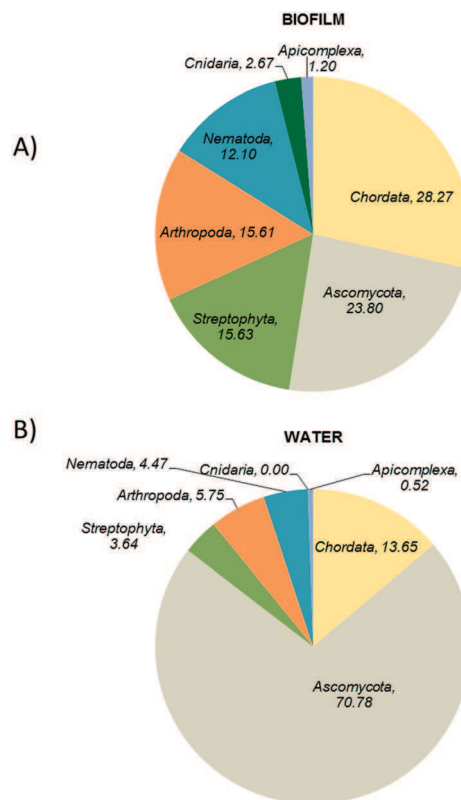 BIOFILM
A)
Apicomplexa,
1.20
Cnidaria, 2.67
Nematoda,
12.10
Chordata, 28.27
Arthropoda, 15.61
Ascomycota,
23.80
Streptophyta,
15.63
B)
WATER
Nematoda, 4.47
Cnidaria, 0.00
Apicomplexa,
0.52
Arthropoda, 5.75
Streptophyta,
3.64
Chordata, 13.65
Ascomycota,
70.78